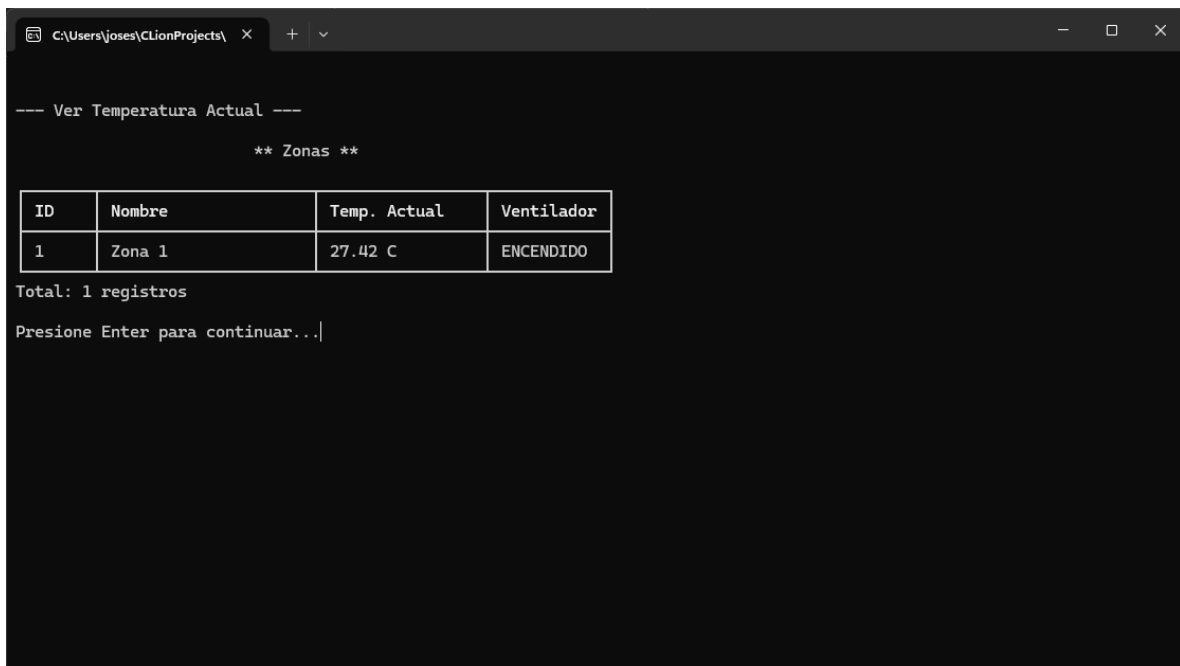 C:\Users\joses\CLionProjects\
--- Ver Temperatura Actual ---
** Zonas **
ID Nombre Temp. Actual Ventilador
1 Zona 1 27.42 C ENCENDIDO
Total: 1 registros
Presione Enter para continuar...